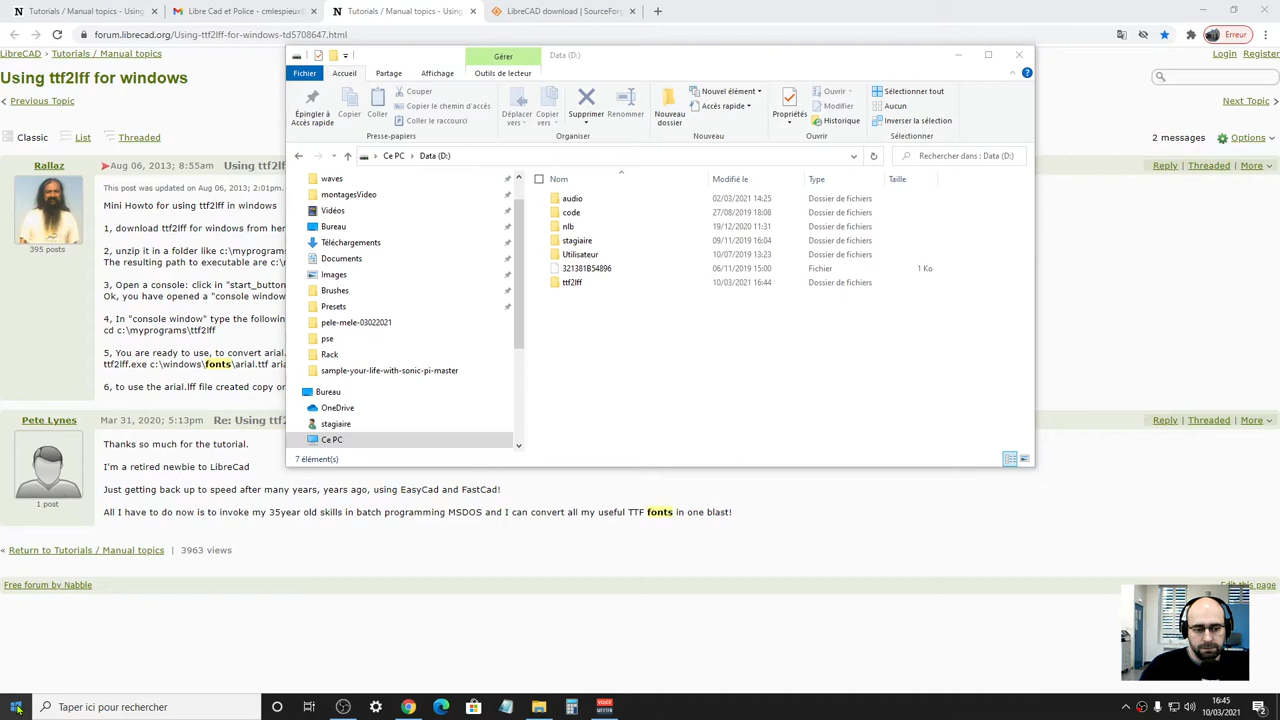 Tutorials / Manual topics - Using
Libre Cad et Police - cmlespieux@
Tutorials / Manual topics - Using
LibreCAD download | SourceForg
forum.librecad.org/Using-ttf2lff-for-windows-td5708647.html
Erreur
LibreCAD › Tutorials / Manual topics
Login Register
Using ttf2lff for windows
‹ Previous Topic
Next Topic ›
Classic List Threaded
2 messages Options
Rallaz
Aug 06, 2013; 8:55am Using ttf2lf
Reply | Threaded | More
395 posts
This post was updated on Aug 06, 2013; 2:01pm.
Mini Howto for using ttf2lff in windows
1, download ttf2lff for windows from her
2, unzip it in a folder like c:\myprograms
The resulting path to executable are c:\
3, Open a console: click in "start_button
Ok, you have opened a "console window
4, In "console window" type the following
cd c:\myprograms\ttf2lff
5, You are ready to use, to convert arial.
ttf2lff.exe c:\windows\fonts\arial.ttf aria
6, to use the arial.lff file created copy or
Data (D:)
Gérer
Fichier Accueil Partage Affichage Outils de lecteur
Épingler à Accès rapide
Copier
Coller
Couper
Copier le chemin d'accès
Coller le raccourci
Presse-papiers
Déplacer vers
Copier vers
Supprimer
Renommer
Organiser
Nouveau dossier
Nouvel élément
Accès rapide
Nouveau
Propriétés
Ouvrir
Modifier
Historique
Ouvrir
Sélectionner tout
Aucun
Inverser la sélection
Sélectionner
Ce PC › Data (D:)
Rechercher dans : Data (D:)
waves
montagesVideo
Vidéos
Bureau
Téléchargements
Documents
Images
Brushes
Presets
pele-mele-03022021
pse
Rack
sample-your-life-with-sonic-pi-master
Bureau
OneDrive
stagiaire
Ce PC
Nom Modifié le Type Taille
audio 02/03/2021 14:25 Dossier de fichiers
code 27/08/2019 18:08 Dossier de fichiers
nlb 19/12/2020 11:31 Dossier de fichiers
stagiaire 09/11/2019 16:04 Dossier de fichiers
Utilisateur 10/07/2019 13:23 Dossier de fichiers
321381B54896 06/11/2019 15:00 Fichier 1 Ko
ttf2lff 10/03/2021 16:44 Dossier de fichiers
7 élément(s)
Pete Lynes
Mar 31, 2020; 5:13pm Re: Using ttf2
Reply | Threaded | More
1 post
Thanks so much for the tutorial.
I'm a retired newbie to LibreCad
Just getting back up to speed after many years, years ago, using EasyCad and FastCad!
All I have to do now is to invoke my 35year old skills in batch programming MSDOS and I can convert all my useful TTF fonts in one blast!
« Return to Tutorials / Manual topics | 3963 views
Free forum by Nabble
Edit this page
Taper ici pour rechercher
VOICE MEETER
16:45
10/03/2021
2